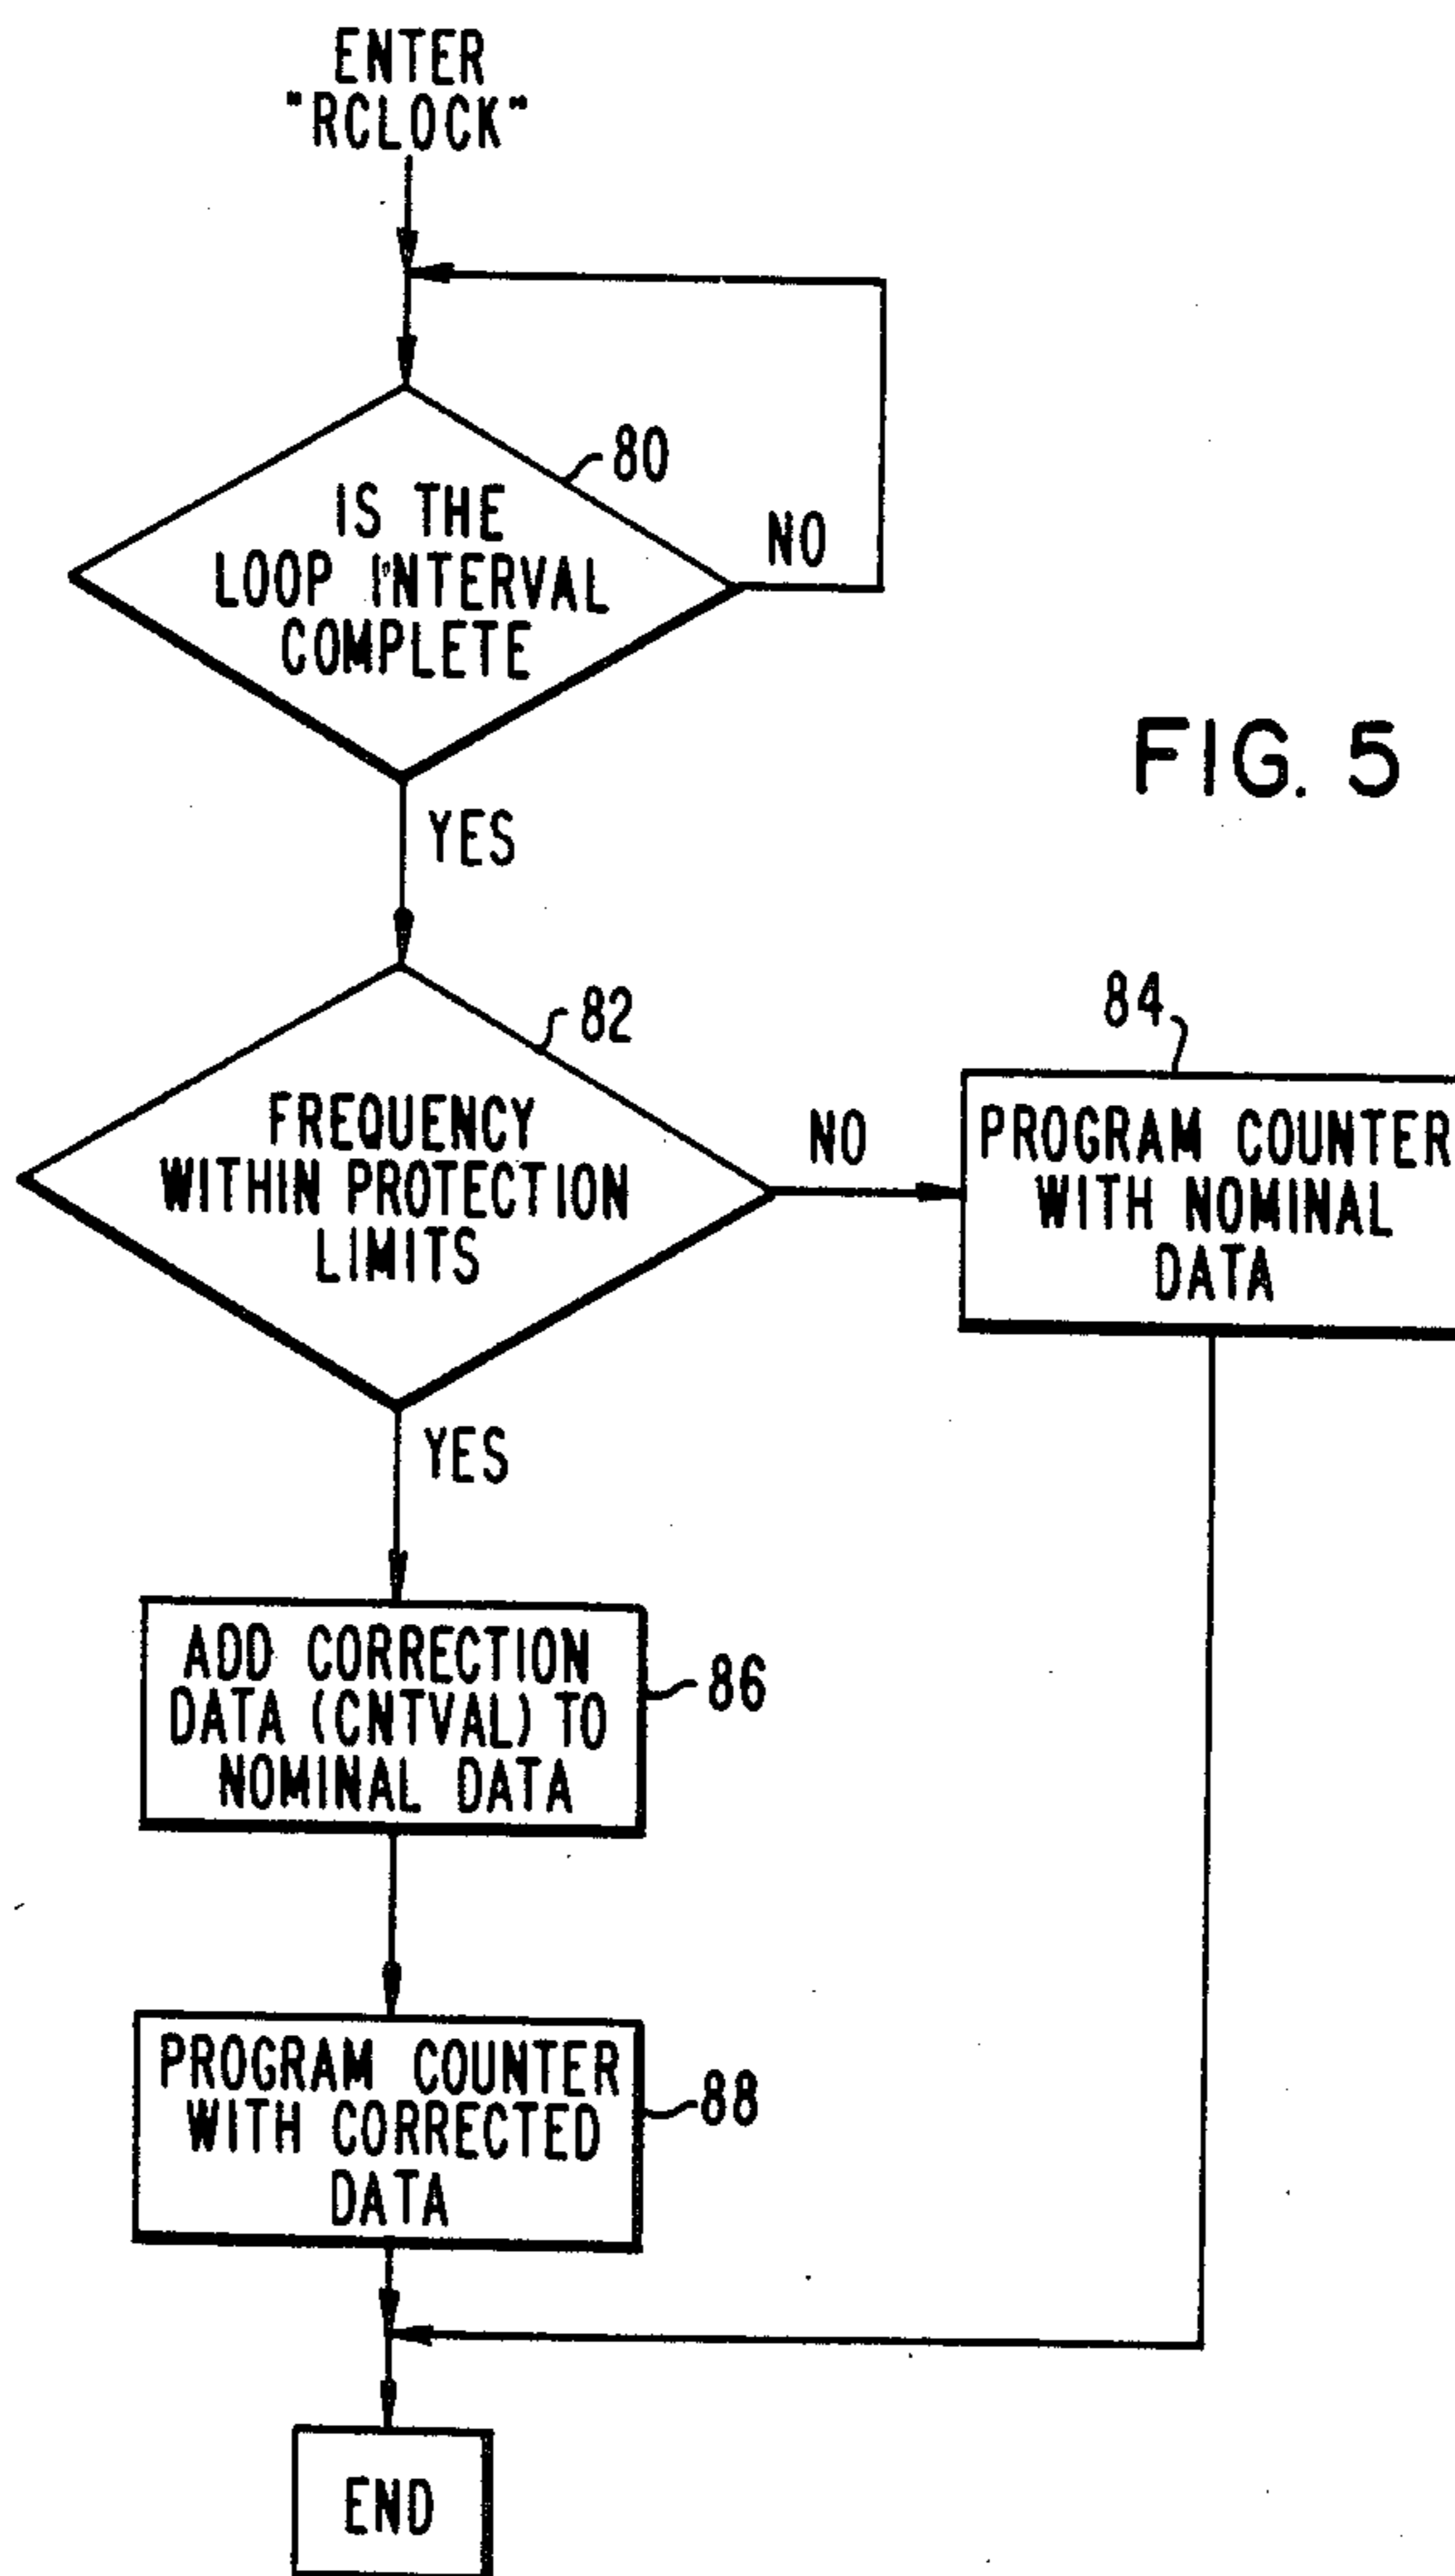 ENTER
"RCLOCK"
80
IS THE
LOOP INTERVAL
COMPLETE
NO
YES
FIG. 5
82
FREQUENCY
WITHIN PROTECTION
LIMITS
NO
84
PROGRAM COUNTER
WITH NOMINAL
DATA
YES
ADD CORRECTION
DATA (CNTVAL) TO
NOMINAL DATA
86
PROGRAM COUNTER
WITH CORRECTED
DATA
88
END